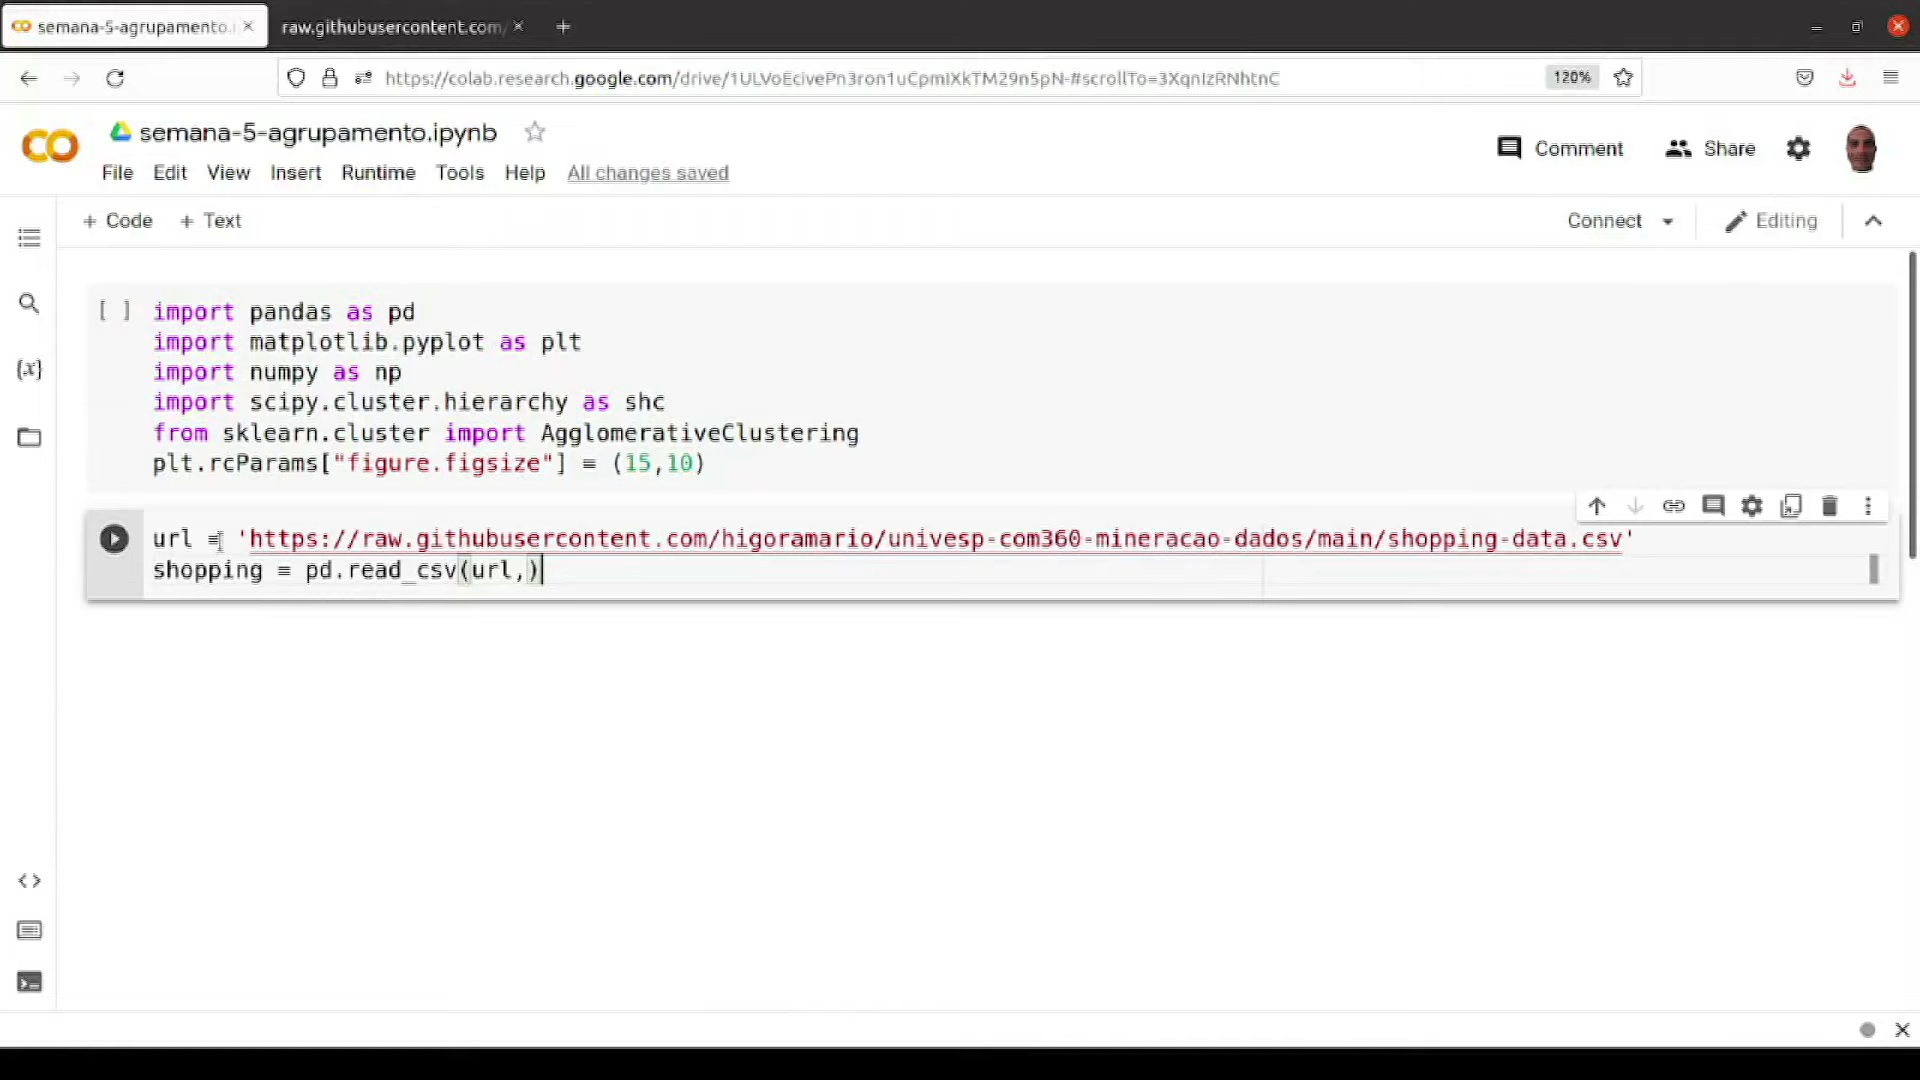 semana-5-agrupamento.i
raw.githubusercontent.com/
https://colab.research.google.com/drive/1ULVoEcivePn3ron1uCpmIXkTM29n5pN-#scrollTo=3XqnIzRNhtnC
120%
semana-5-agrupamento.ipynb
Comment
Share
File Edit View Insert Runtime Tools Help All changes saved
+ Code + Text
Connect
Editing
[ ] import pandas as pd
import matplotlib.pyplot as plt
import numpy as np
import scipy.cluster.hierarchy as shc
from sklearn.cluster import AgglomerativeClustering
plt.rcParams["figure.figsize"] = (15,10)
url = 'https://raw.githubusercontent.com/higoramario/univesp-com360-mineracao-dados/main/shopping-data.csv'
shopping = pd.read_csv(url,)